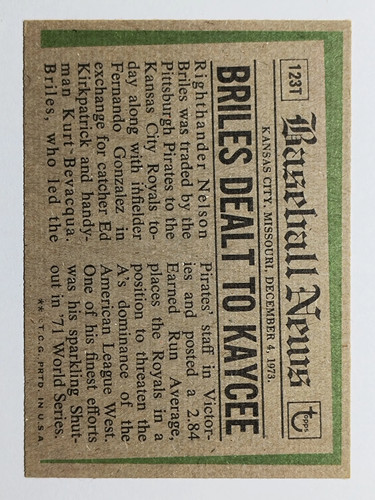 123T
Baseball News
topps
KANSAS CITY, MISSOURI, DECEMBER 4, 1973.
BRILES DEALT TO KAYCEE
Righthander Nelson
Briles was traded by the
Pittsburgh Pirates to the
Kansas City Royals to-
day along with infielder
Fernando Gonzalez in
exchange for catcher Ed
Kirkpatrick and handy-
man Kurt Bevacqua.
Briles, who led the
Pirates' staff in Victor-
ies and posted a 2.84
Earned Run Average,
places the Royals in a
position to threaten the
A's dominance of the
American League West.
One of his finest efforts
was his sparkling Shut-
out in '71 World Series.
** ©T.C.G. PRTD. IN U.S.A.